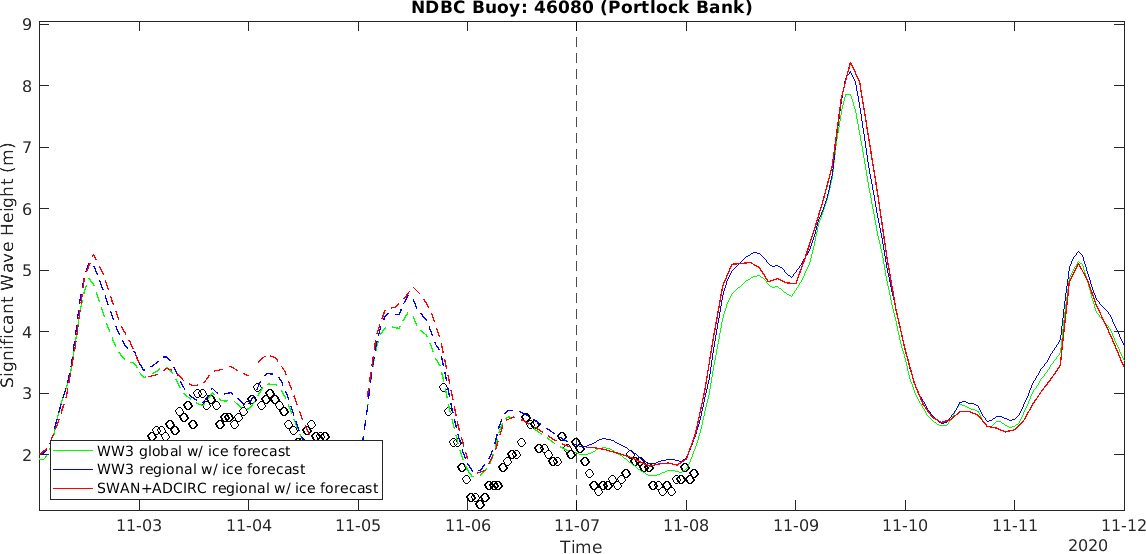 NDBC Buoy: 46080 (Portlock Bank)
Significant Wave Height (m)
9
8
7
6
5
4
3
2
WW3 global w/ ice forecast
WW3 regional w/ ice forecast
SWAN+ADCIRC regional w/ ice forecast
11-03 11-04 11-05 11-06 11-07 11-08 11-09 11-10 11-11 11-12
Time
2020